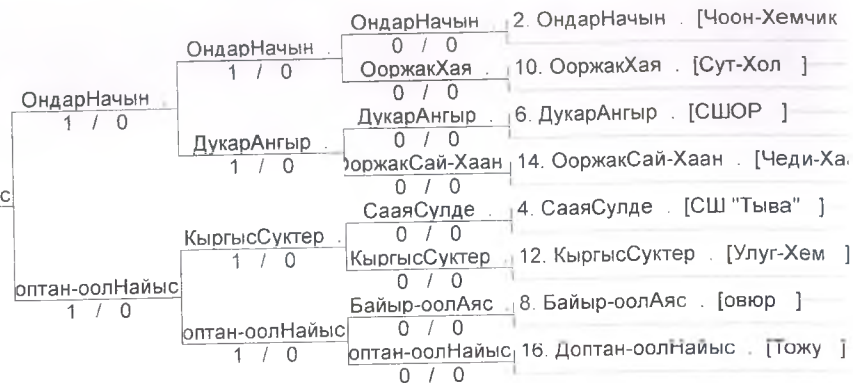 ОндарНачын . 2. ОндарНачын . [Чоон-Хемчик
ОндарНачын . 0 / 0
1 / 0 ООржакХая . 10. ООржакХая . [Сут-Хол ]
0 / 0
ОндарНачын . ДукарАнгыр . 6. ДукарАнгыр . [СШОР ]
1 / 0 0 / 0
ДукарАнгыр . ОоржакСай-Хаан 14. ООржакСай-Хаан . [Чеди-Ха
1 / 0 0 / 0
с СааяСулде . 4. СааяСулде . [СШ "Тыва" ]
КыргысСуктер . 0 / 0
1 / 0 КыргысСуктер . 12. КыргысСуктер . [Улуг-Хем ]
0 / 0
оптан-оолНайыс Байыр-оолАяс . 8. Байыр-оолАяс . [овюр ]
1 / 0 0 / 0
оптан-оолНайыс оптан-оолНайыс 16. Доптан-оолНайыс . [Тожу ]
1 / 0 0 / 0